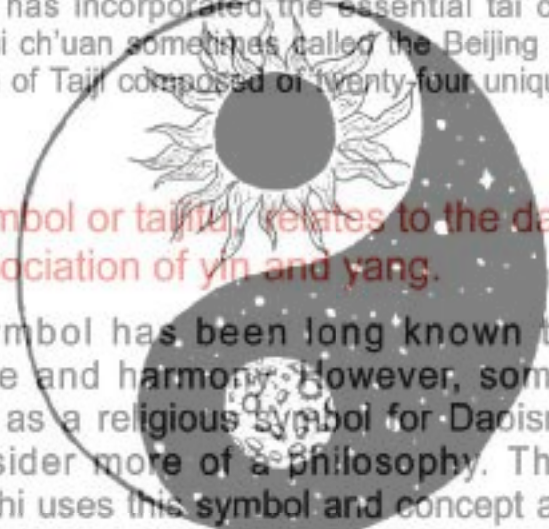 has incorporated the essential tai c
i ch'uan sometimes called the Beijing
of Taiji composed of twenty-four uniqu
mbol or taijitu, relates to the da
ociation of yin and yang.
mbol has been long known t
e and harmony. However, som
as a religious symbol for Daoism
sider more of a philosophy. Th
hi uses this symbol and concept a